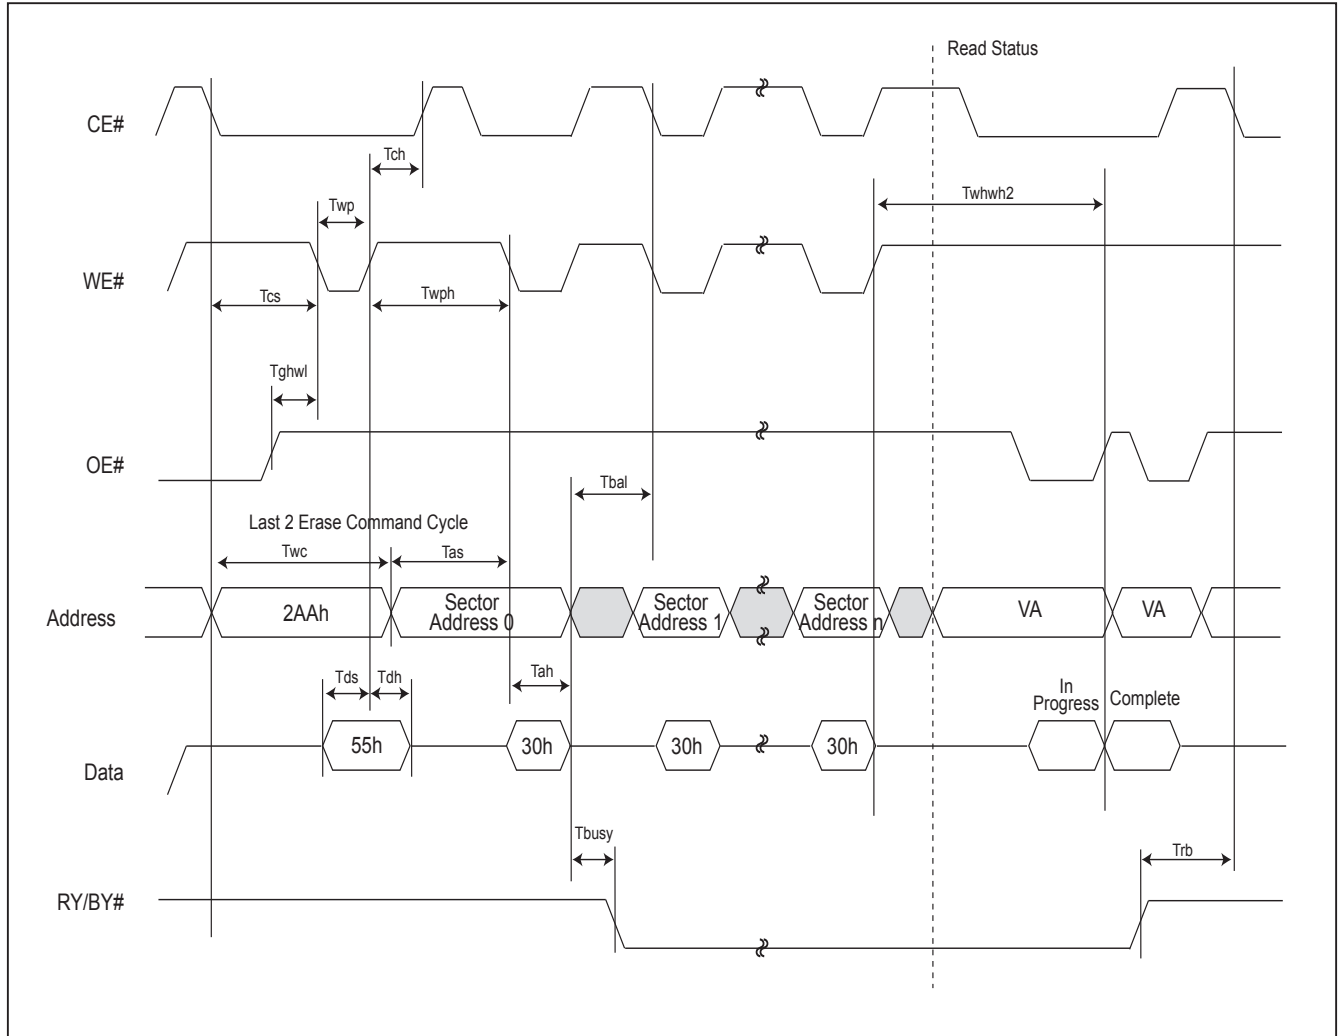 Read Status
CE#
Tch
Twp
Twhwh2
WE#
Tcs
Twph
Tghwl
OE#
Tbal
Last 2 Erase Command Cycle
Twc
Tas
Address
2AAh
Sector
Address 0
Sector
Address 1
Sector
Address n
VA
VA
Tds
Tdh
Tah
In
Progress
Complete
Data
55h
30h
30h
30h
Tbusy
Trb
RY/BY#